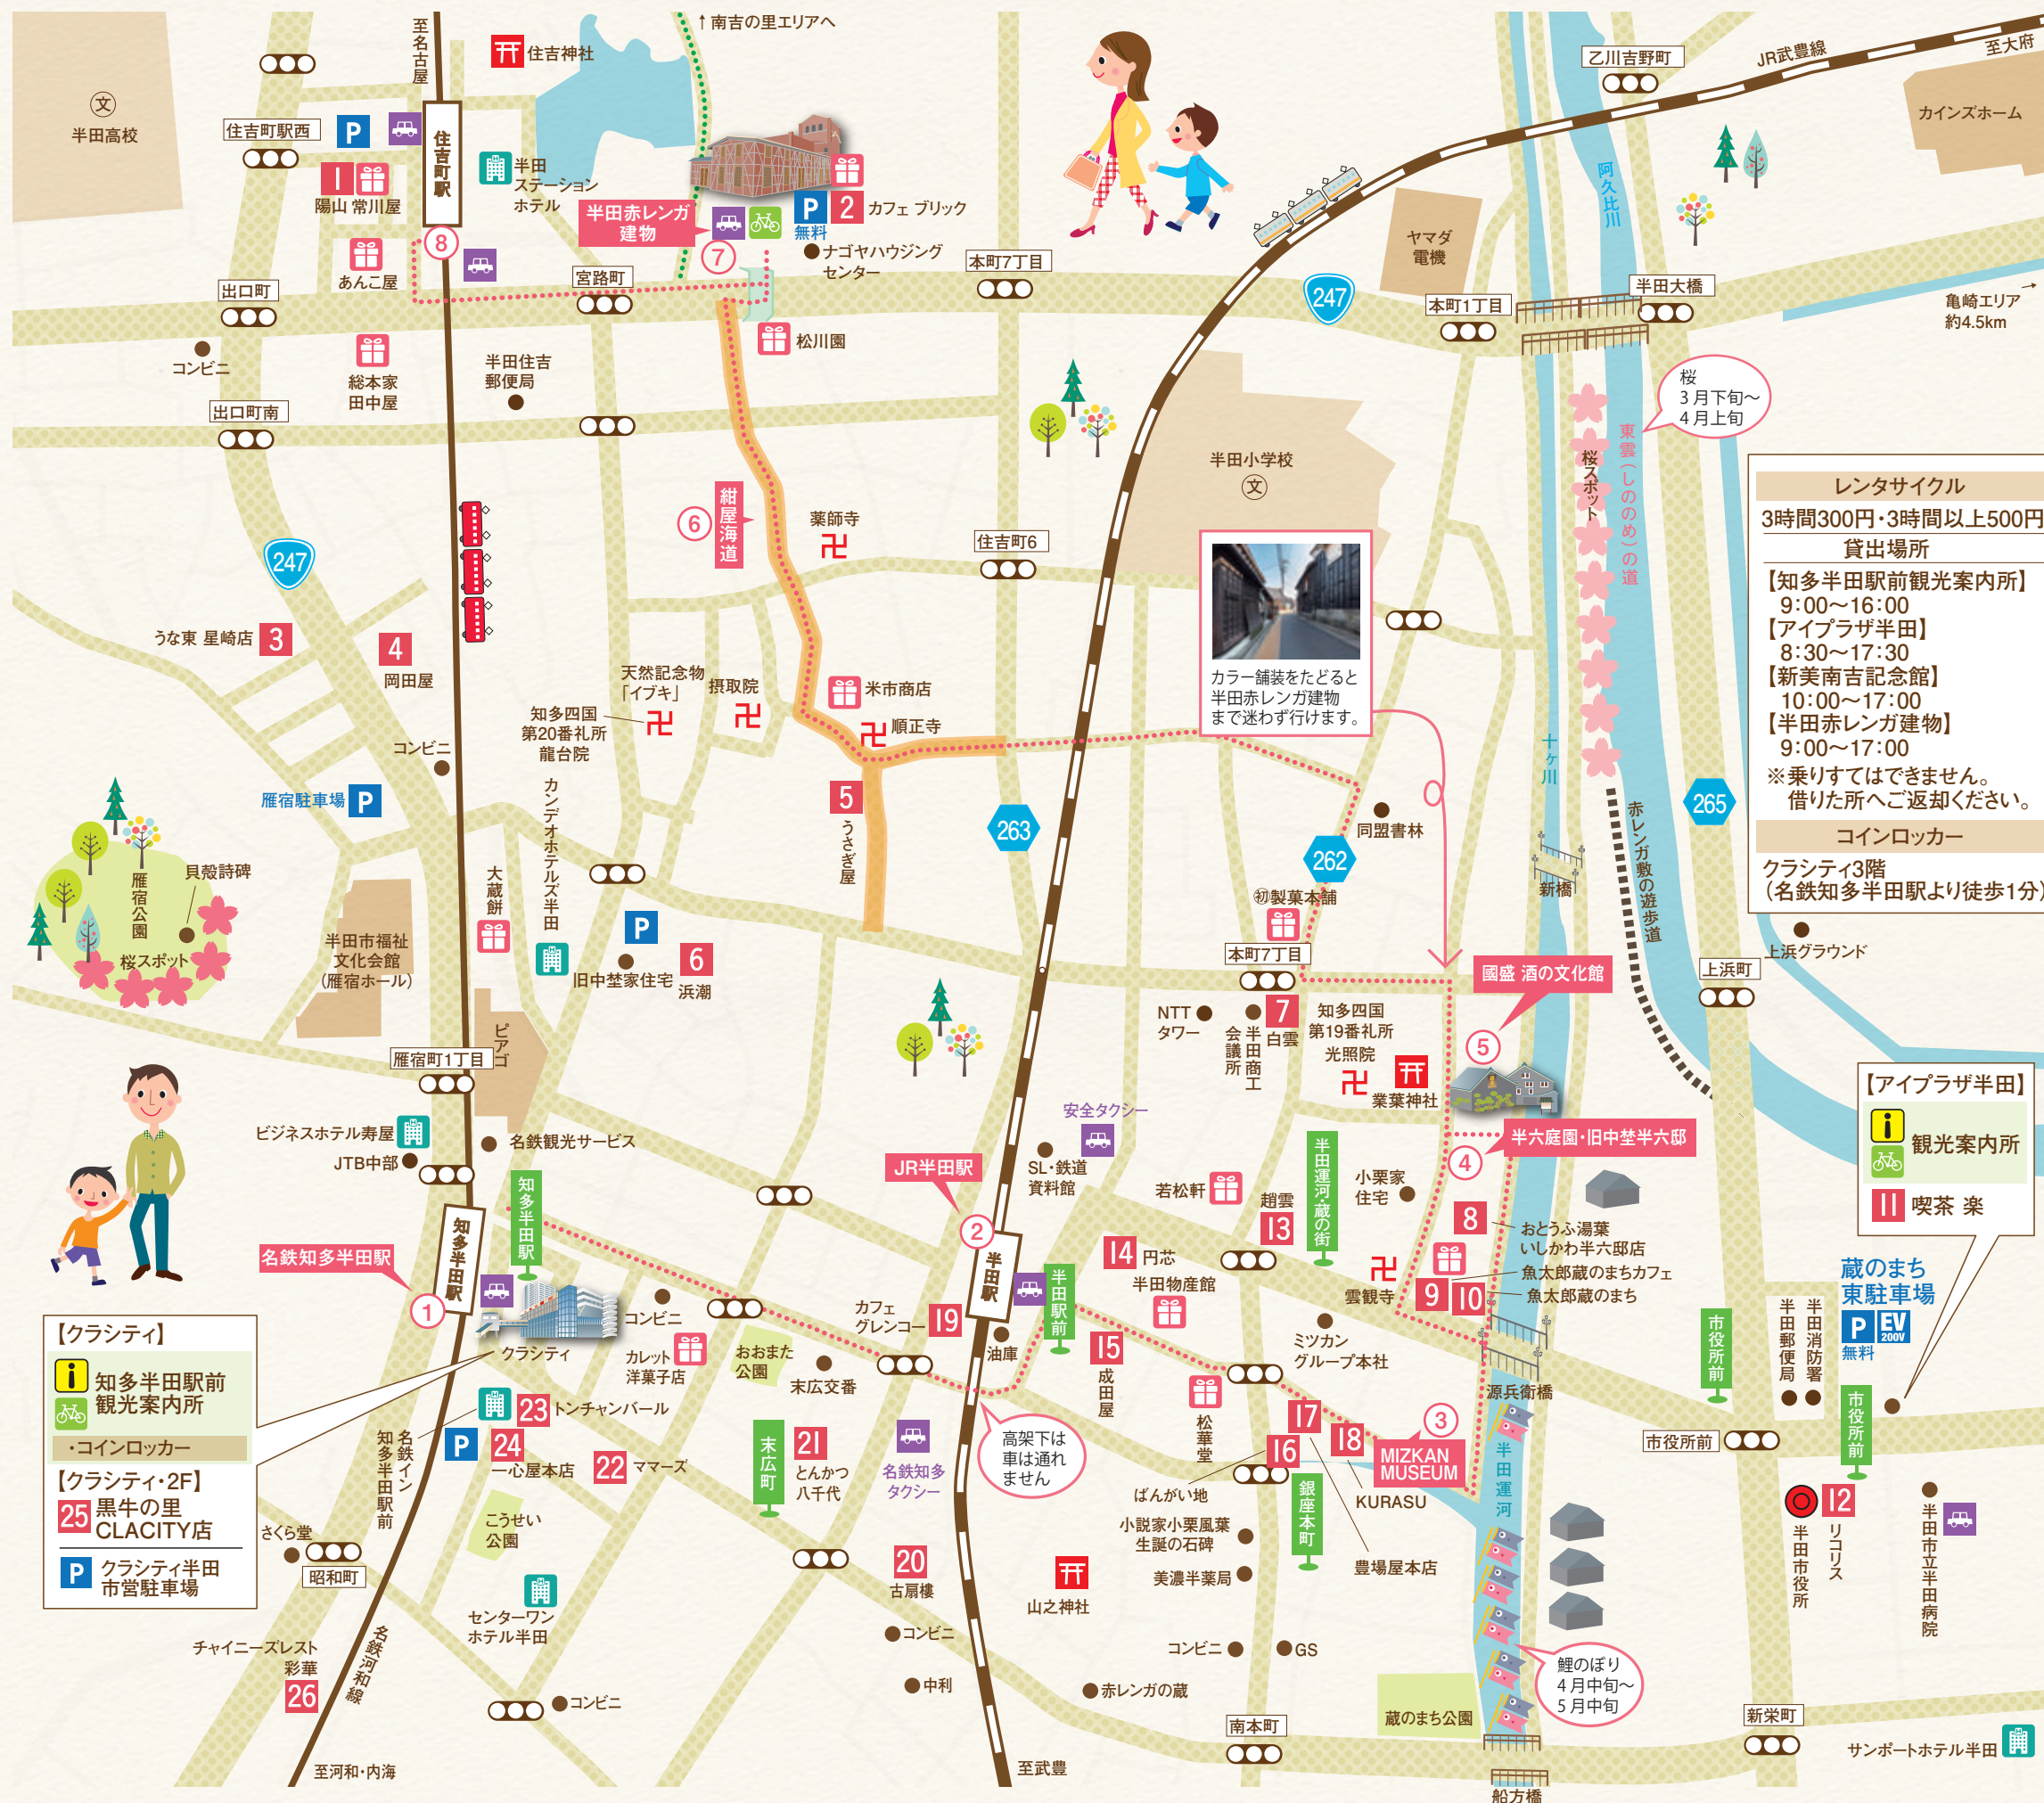 ↑南吉の里エリアへ
至名古屋
住吉神社
乙川吉野町
JR武豊線
至大府
カインズホーム
文
半田高校
住吉町駅西
P
住吉町駅
半田
ステーション
ホテル
1
陽山
常川屋
8
あんこ屋
半田赤レンガ
建物
7
P
無料
2
カフェ ブリック
ナゴヤハウジング
センター
本町7丁目
247
ヤマダ
電機
阿久比川
本町1丁目
半田大橋
亀崎エリア→
約4.5km
出口町
宮路町
松川園
コンビニ
総本家
田中屋
半田住吉
郵便局
出口町南
桜
3月下旬〜
4月上旬
桜スポット
東雲(しののめ)の道
半田小学校
文
6
紺屋海道
薬師寺
住吉町6
247
うな東 星崎店
3
4
岡田屋
天然記念物
「イブキ」
摂取院
知多四国
第20番礼所
龍台院
米市商店
順正寺
カラー舗装をたどると
半田赤レンガ建物
まで迷わず行けます。
レンタサイクル
3時間300円・3時間以上500円
貸出場所
【知多半田駅前観光案内所】
9:00〜16:00
【アイプラザ半田】
8:30〜17:30
【新美南吉記念館】
10:00〜17:00
【半田赤レンガ建物】
9:00〜17:00
※乗りすてはできません。
借りた所へご返却ください。
コインロッカー
クラシティ3階
(名鉄知多半田駅より徒歩1分)
コンビニ
雁宿駐車場
P
5
うさぎ屋
263
同盟書林
262
㊗製菓本舗
十ケ川
新橋
赤レンガ敷の遊歩道
265
雁宿公園
貝殻詩碑
桜スポット
半田市福祉
文化会館
(雁宿ホール)
大蔵餅
カンデオホテルズ半田
P
旧中埜家住宅
6
浜潮
本町7丁目
國盛 酒の文化館
上浜グラウンド
上浜町
NTT
タワー
半田商工
会議所
7
白雲
知多四国
第19番礼所
光照院
業葉神社
5
雁宿町1丁目
ピアゴ
ビジネスホテル寿屋
JTB中部
名鉄観光サービス
安全タクシー
SL・鉄道
資料館
半田運河・蔵の街
半六庭園・旧中埜半六邸
4
小栗家
住宅
【アイプラザ半田】
観光案内所
11
喫茶 楽
名鉄知多半田駅
1
知多半田駅
知多半田駅
JR半田駅
2
半田駅
半田駅前
若松軒
趙雲
13
14
円芯
半田物産館
雲観寺
8
おとうふ湯葉
いしかわ半六邸店
魚太郎蔵のまちカフェ
9
10
魚太郎蔵のまち
蔵のまち
東駐車場
P
EV
200V
無料
半田消防署
半田郵便局
市役所前
市役所前
市役所前
【クラシティ】
知多半田駅前
観光案内所
・コインロッカー
【クラシティ・2F】
25
黒牛の里
CLACITY店
P
クラシティ半田
市営駐車場
クラシティ
コンビニ
カレット
洋菓子店
おおまた
公園
末広交番
カフェ
グレンコー
19
油庫
15
成田屋
ミツカン
グループ本社
源兵衛橋
名鉄イン
知多半田駅前
P
23
トンチャンバール
24
一心屋本店
22
ママーズ
末広町
21
とんかつ
八千代
名鉄知多
タクシー
高架下は
車は通れ
ません
松華堂
17
16
18
3
MIZKAN
MUSEUM
半田運河
ばんがい地
KURASU
銀座本町
小説家小栗風葉
生誕の石碑
豊場屋本店
美濃半薬局
12
リコリス
半田市役所
半田市立半田病院
さくら堂
昭和町
こうせい
公園
センターワン
ホテル半田
20
古扇楼
山之神社
コンビニ
コンビニ
GS
中利
赤レンガの蔵
チャイニーズレスト
彩華
26
名鉄河和線
コンビニ
鯉のぼり
4月中旬〜
5月中旬
蔵のまち公園
南本町
新栄町
サンポートホテル半田
至河和・内海
至武豊
船方橋